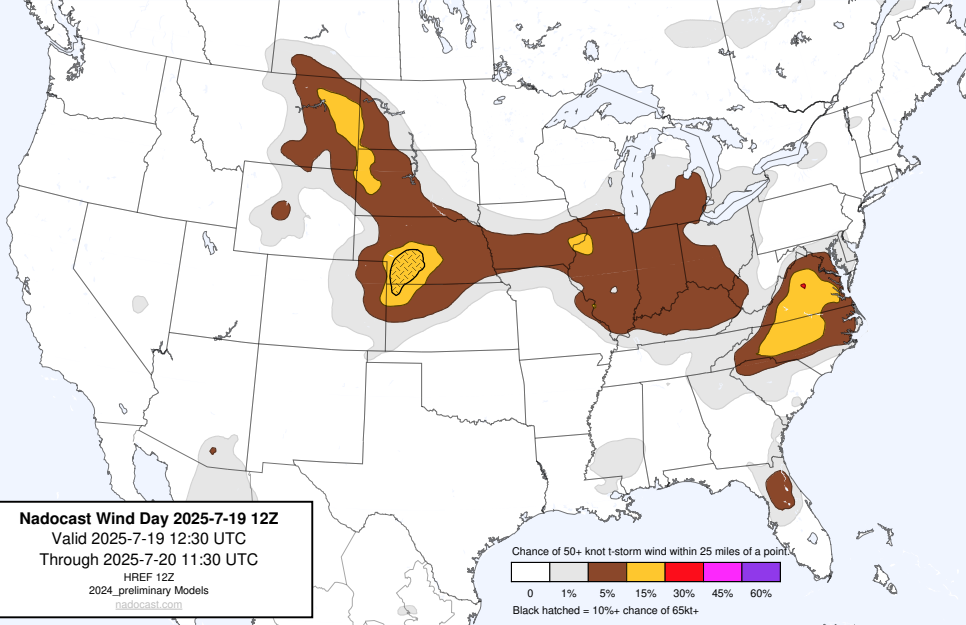 Nadocast Wind Day 2025-7-19 12Z
Valid 2025-7-19 12:30 UTC
Through 2025-7-20 11:30 UTC
HREF 12Z
2024_preliminary Models
nadocast.com
Chance of 50+ knot t-storm wind within 25 miles of a point.
0 1% 5% 15% 30% 45% 60%
Black hatched = 10%+ chance of 65kt+